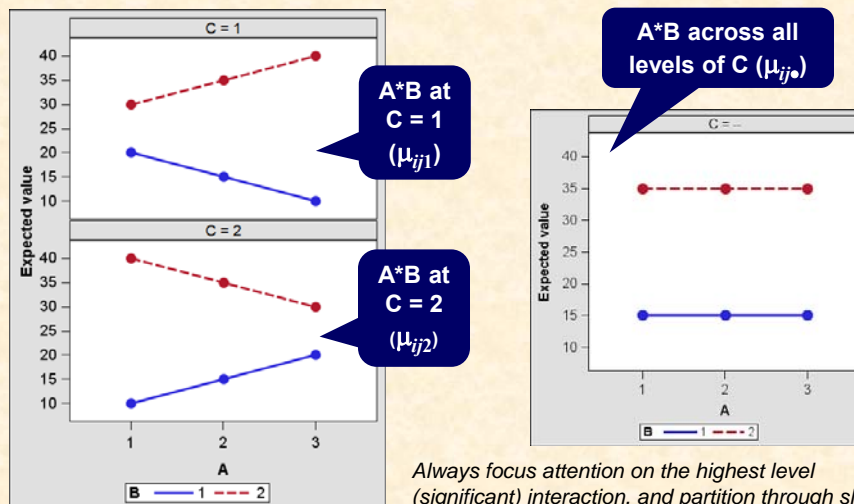 C = 1
Expected value
40
35
30
25
20
15
10
A*B at
C = 1
(μij1)
C = 2
Expected value
40
35
30
25
20
15
10
A*B at
C = 2
(μij2)
1 2 3
A
B 1 2
A*B across all
levels of C (μij•)
C = --
Expected value
40
35
30
25
20
15
10
1 2 3
A
B 1 2
Always focus attention on the highest level
(significant) interaction, and partition through